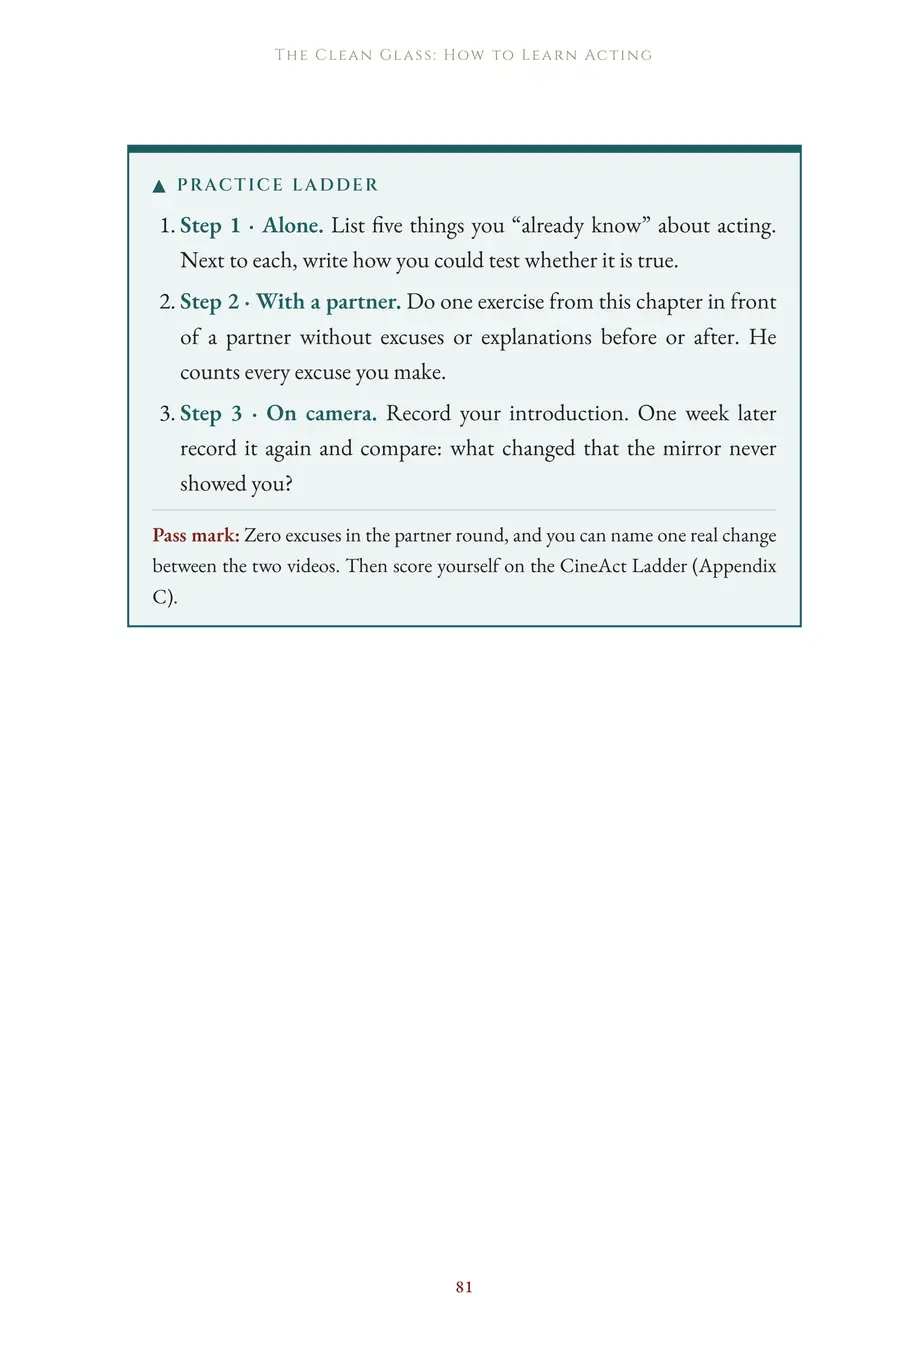 The Clean Glass: How to Learn Acting
▲ PRACTICE LADDER
1. Step 1 · Alone. List five things you “already know” about acting.
Next to each, write how you could test whether it is true.
2. Step 2 · With a partner. Do one exercise from this chapter in front
of a partner without excuses or explanations before or after. He
counts every excuse you make.
3. Step 3 · On camera. Record your introduction. One week later
record it again and compare: what changed that the mirror never
showed you?
Pass mark: Zero excuses in the partner round, and you can name one real change
between the two videos. Then score yourself on the CineAct Ladder (Appendix
C).
81